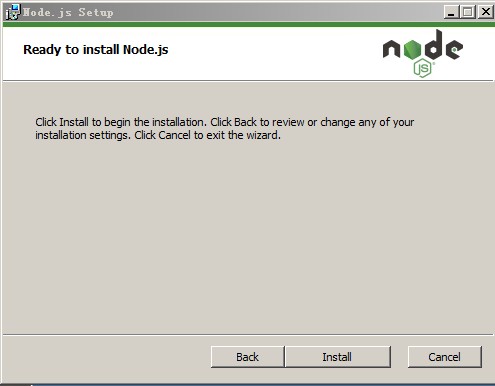 Node.js Setup
Ready to install Node.js
node
JS
Click Install to begin the installation. Click Back to review or change any of your
installation settings. Click Cancel to exit the wizard.
Back
Install
Cancel